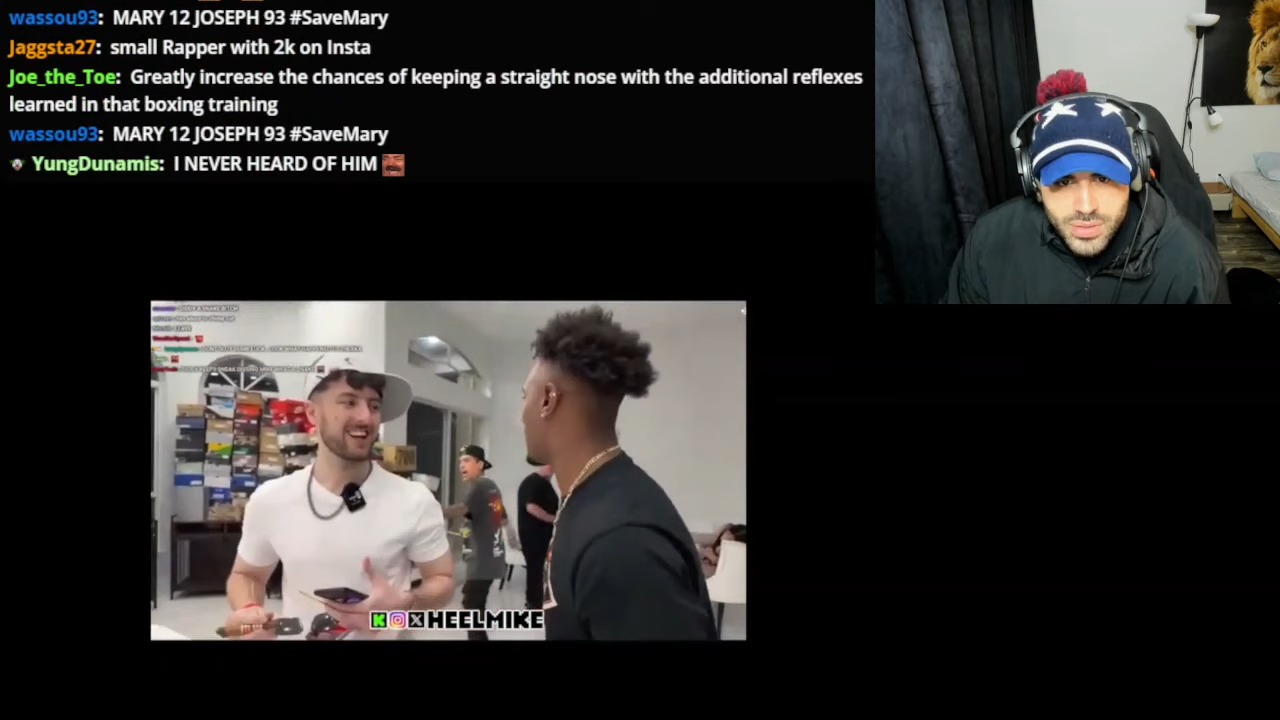 wassou93: MARY 12 JOSEPH 93 #SaveMary
Jaggsta27: small Rapper with 2k on Insta
Joe_the_Toe: Greatly increase the chances of keeping a straight nose with the additional reflexes
learned in that boxing training
wassou93: MARY 12 JOSEPH 93 #SaveMary
YungDunamis: I NEVER HEARD OF HIM
HEELMIKE